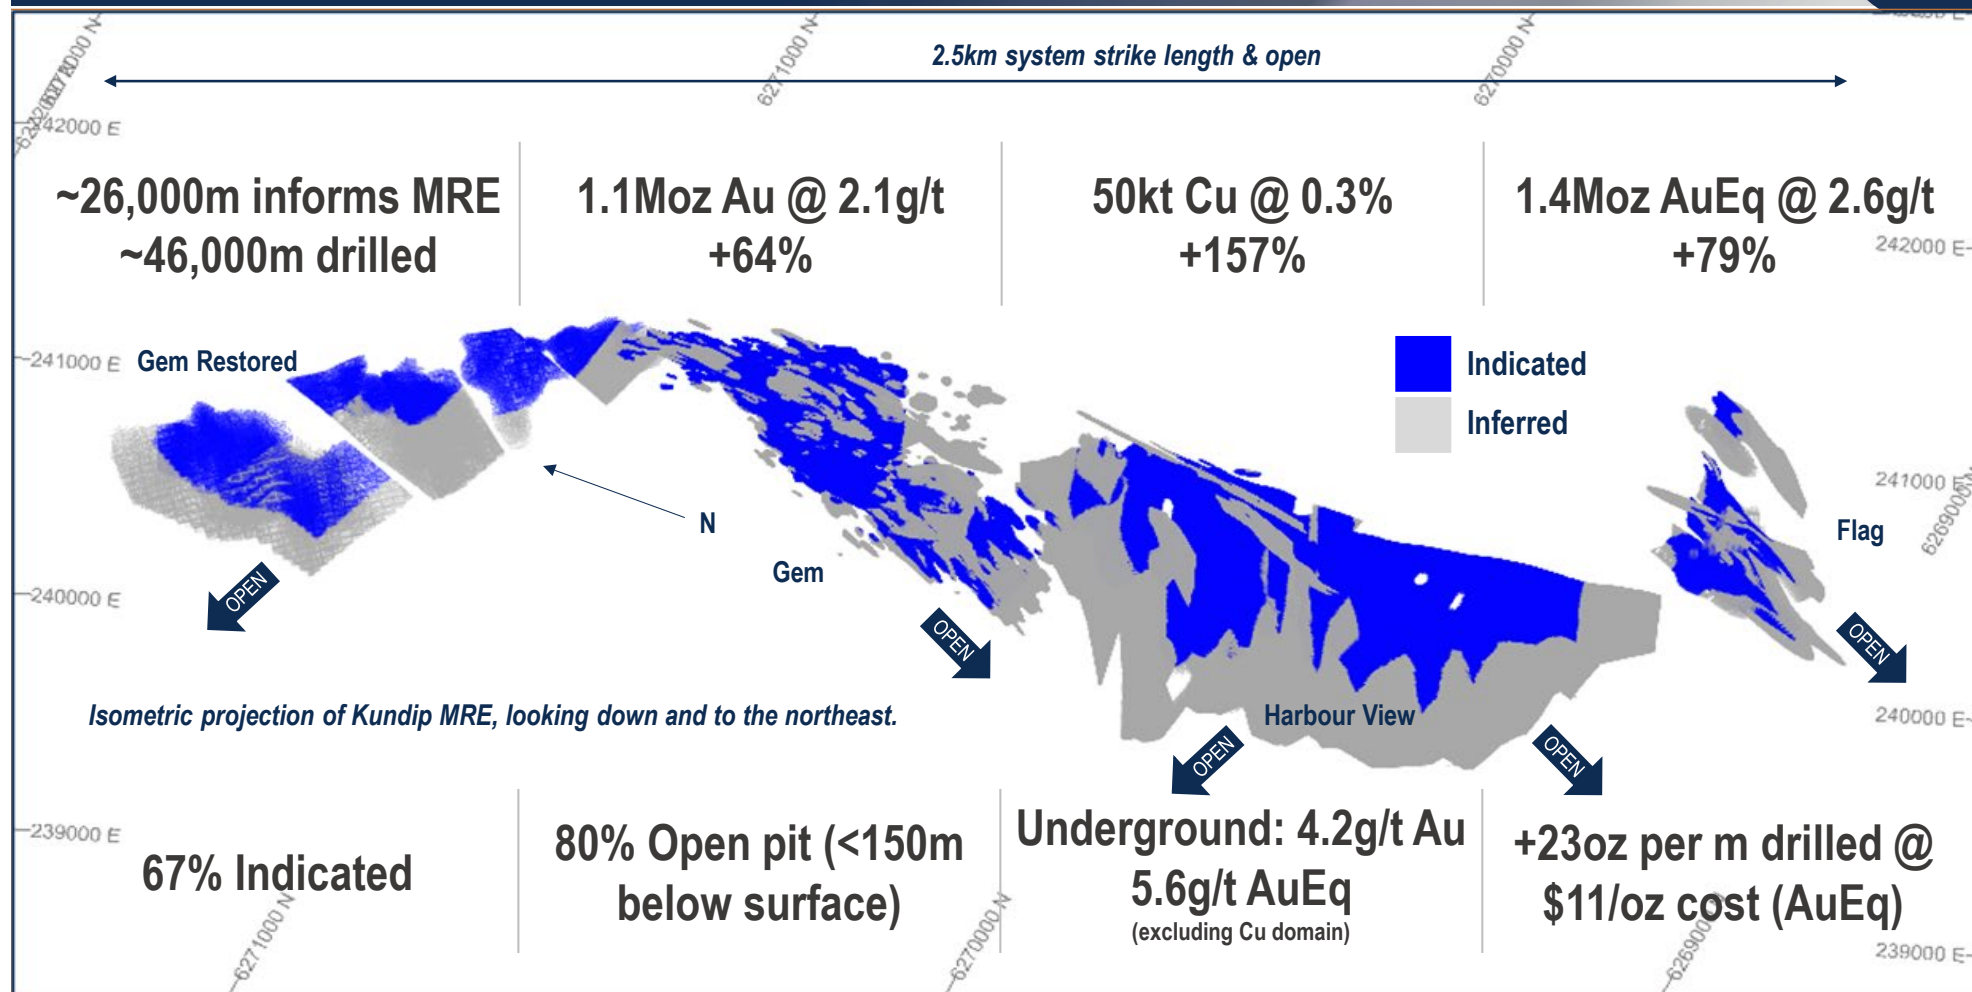 2.5km system strike length & open
6271000 N
6270000 N
242000 E
~26,000m informs MRE
~46,000m drilled
1.1Moz Au @ 2.1g/t
+64%
50kt Cu @ 0.3%
+157%
1.4Moz AuEq @ 2.6g/t
+79%
242000 E
241000 E
Gem Restored
Indicated
Inferred
241000 E
6269000 N
Flag
N
Gem
240000 E
OPEN
OPEN
OPEN
Isometric projection of Kundip MRE, looking down and to the northeast.
Harbour View
240000 E
OPEN
OPEN
239000 E
67% Indicated
80% Open pit (<150m
below surface)
Underground: 4.2g/t Au
5.6g/t AuEq
(excluding Cu domain)
+23oz per m drilled @
$11/oz cost (AuEq)
6271000 N
6270000 N
6269000 N
239000 E